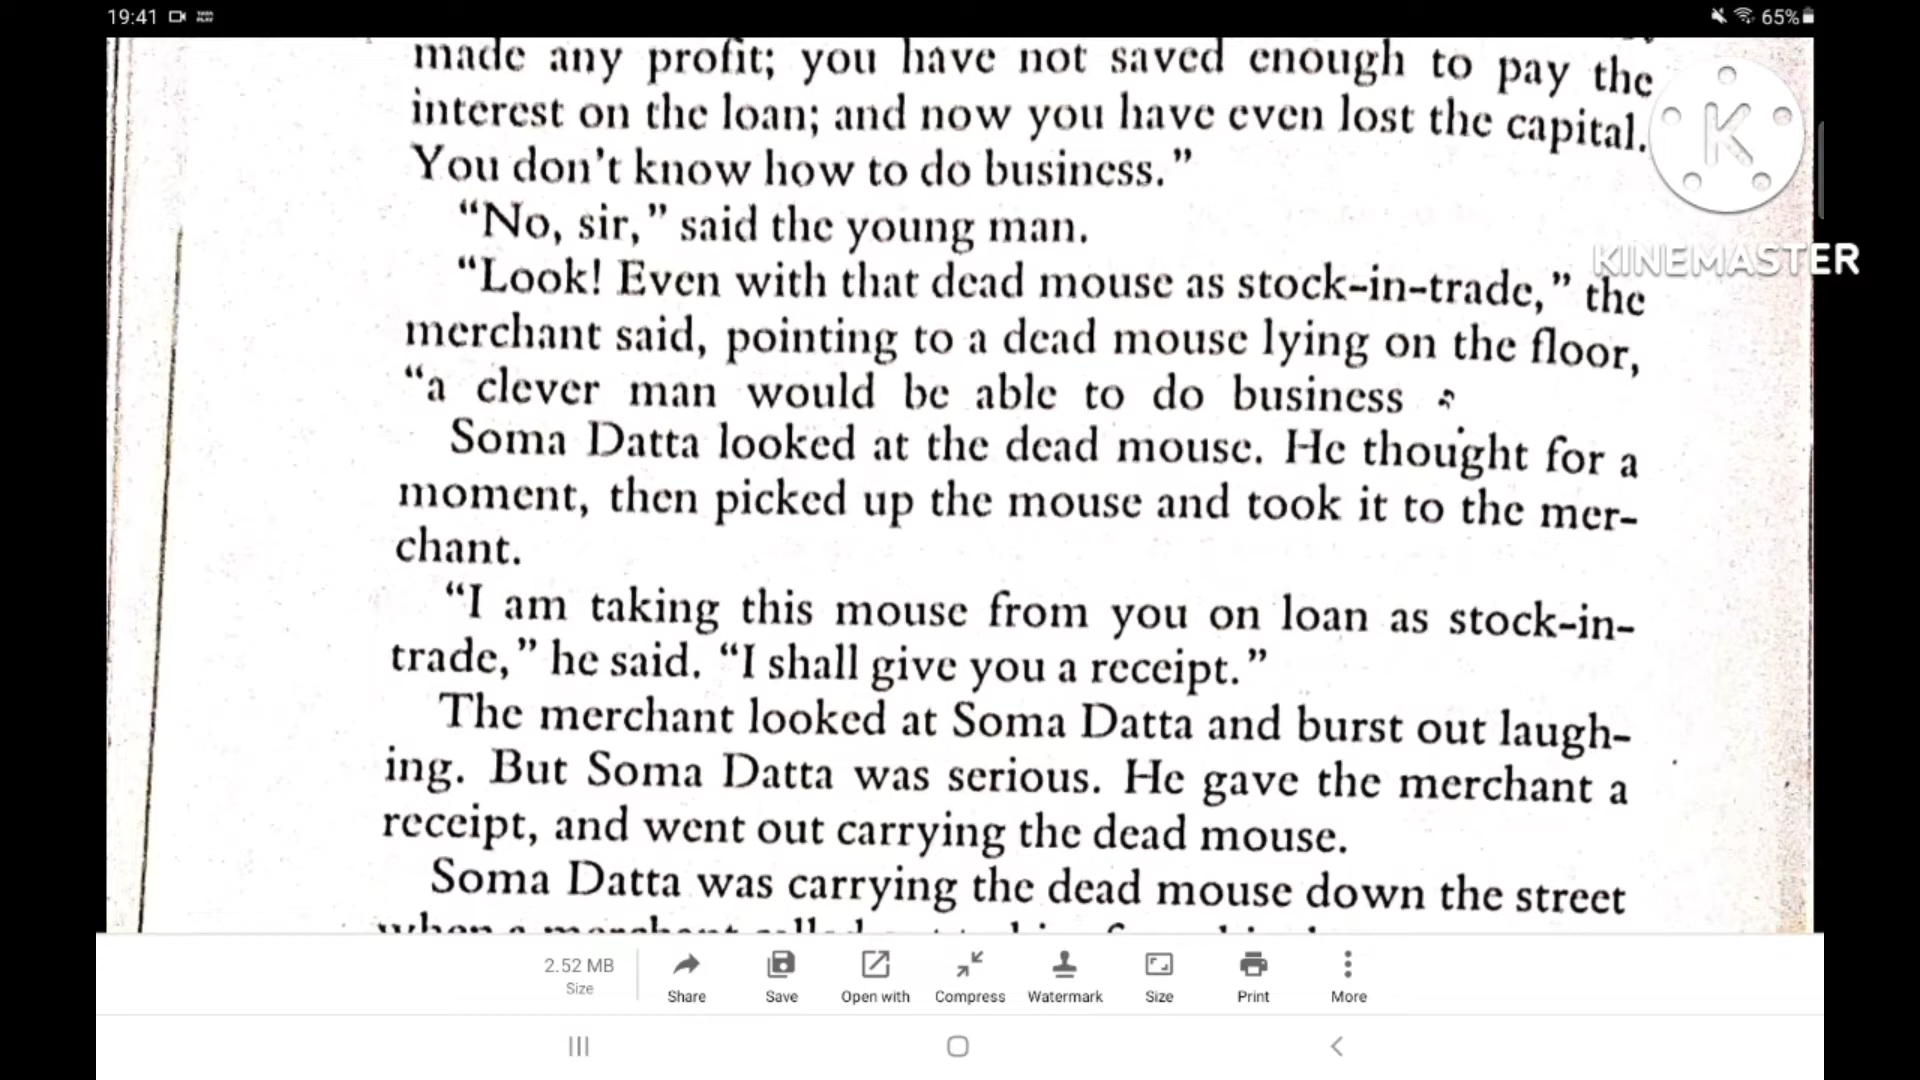 19:41
65%
made any profit; you have not saved enough to pay the
interest on the loan; and now you have even lost the capital.
You don't know how to do business.”
“No, sir,” said the young man.
“Look! Even with that dead mouse as stock-in-trade,” the
merchant said, pointing to a dead mouse lying on the floor,
“a clever man would be able to do business
Soma Datta looked at the dead mouse. He thought for a
moment, then picked up the mouse and took it to the mer-
chant.
“I am taking this mouse from you on loan as stock-in-
trade,” he said. “I shall give you a receipt.”
The merchant looked at Soma Datta and burst out laugh-
ing. But Soma Datta was serious. He gave the merchant a
receipt, and went out carrying the dead mouse.
Soma Datta was carrying the dead mouse down the street
K
KINEMASTER
2.52 MB
Size
Share
Save
Open with
Compress
Watermark
Size
Print
More